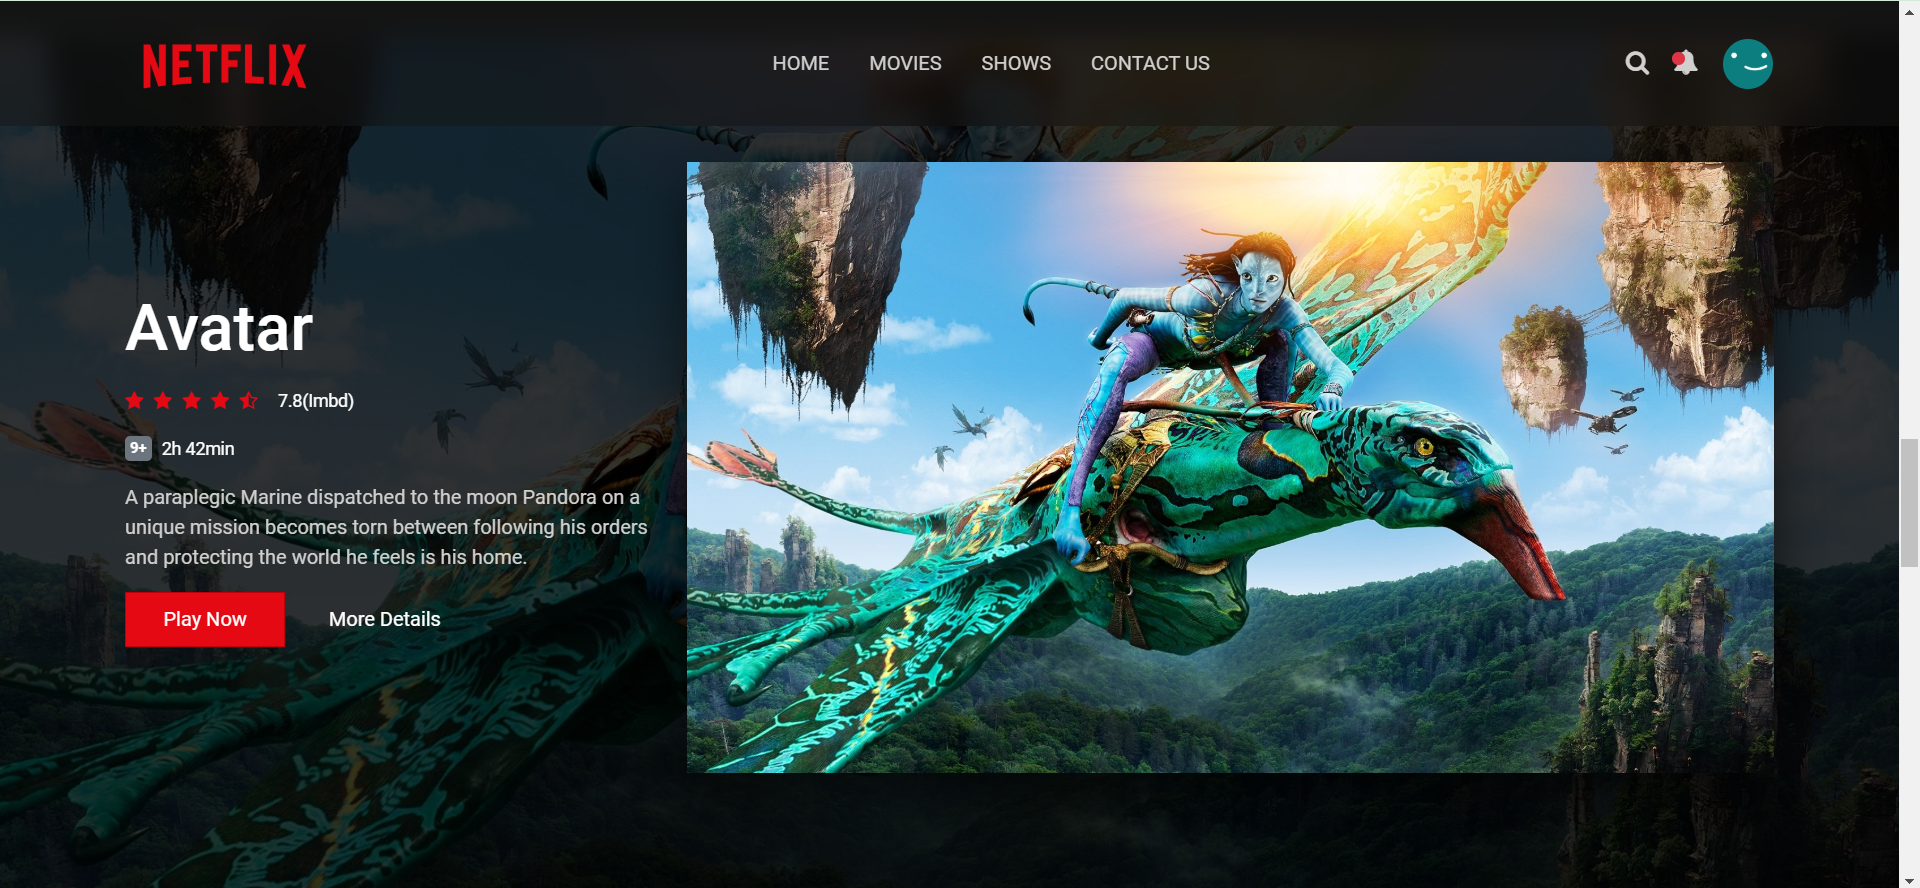 NETFLIX
HOME MOVIES SHOWS CONTACT US
Avatar
7.8(Imbd)
9+ 2h 42min
A paraplegic Marine dispatched to the moon Pandora on a
unique mission becomes torn between following his orders
and protecting the world he feels is his home.
Play Now More Details